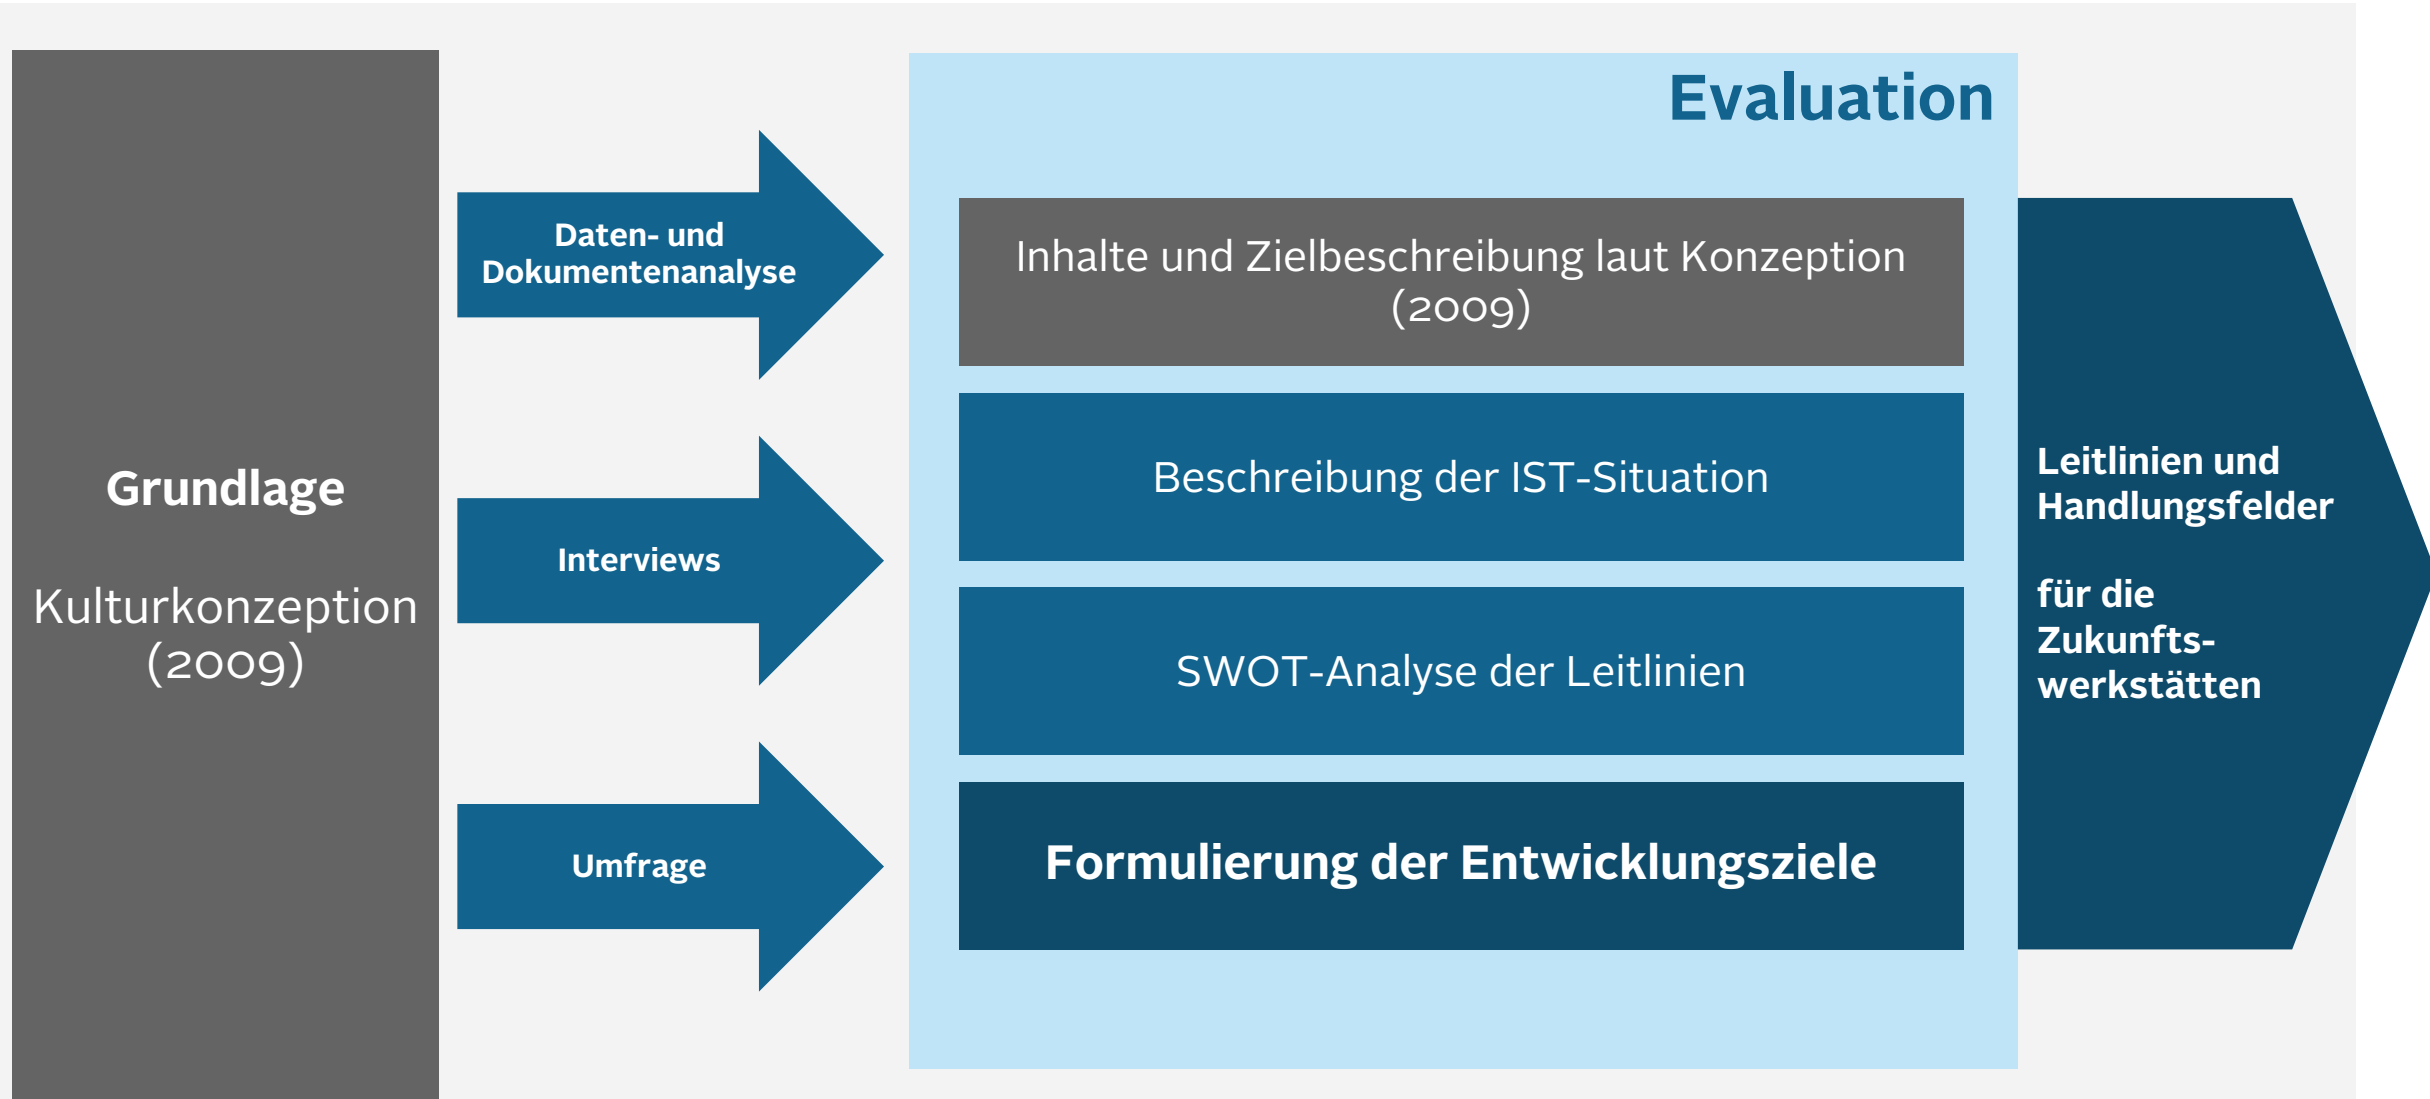 Grundlage
Kulturkonzeption
(2009)
Daten- und
Dokumentenanalyse
Interviews
Umfrage
Evaluation
Inhalte und Zielbeschreibung laut Konzeption
(2009)
Beschreibung der IST-Situation
SWOT-Analyse der Leitlinien
Formulierung der Entwicklungsziele
Leitlinien und
Handlungsfelder
für die
Zukunfts-
werkstätten